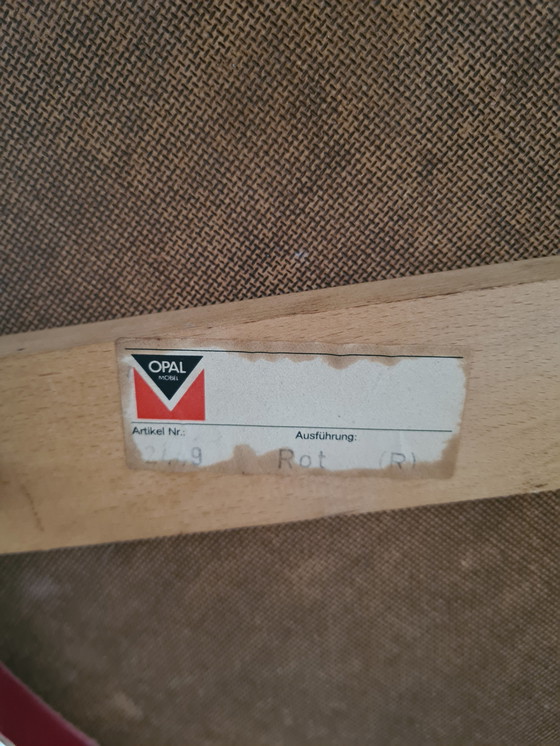 OPAL
MÖBEL
Artikel Nr.: Ausführung:
Rot (R)